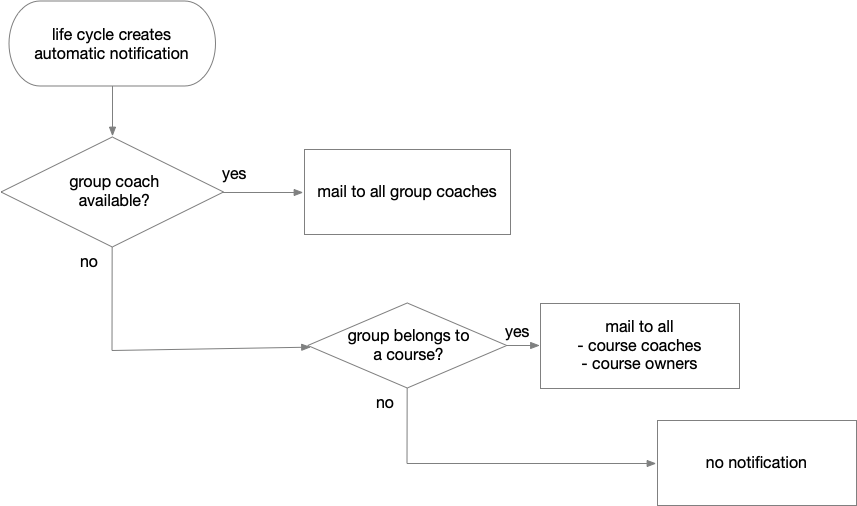 life cycle creates
automatic notification
group coach
available?
yes
mail to all group coaches
no
group belongs to
a course?
yes
mail to all
- course coaches
- course owners
no
no notification